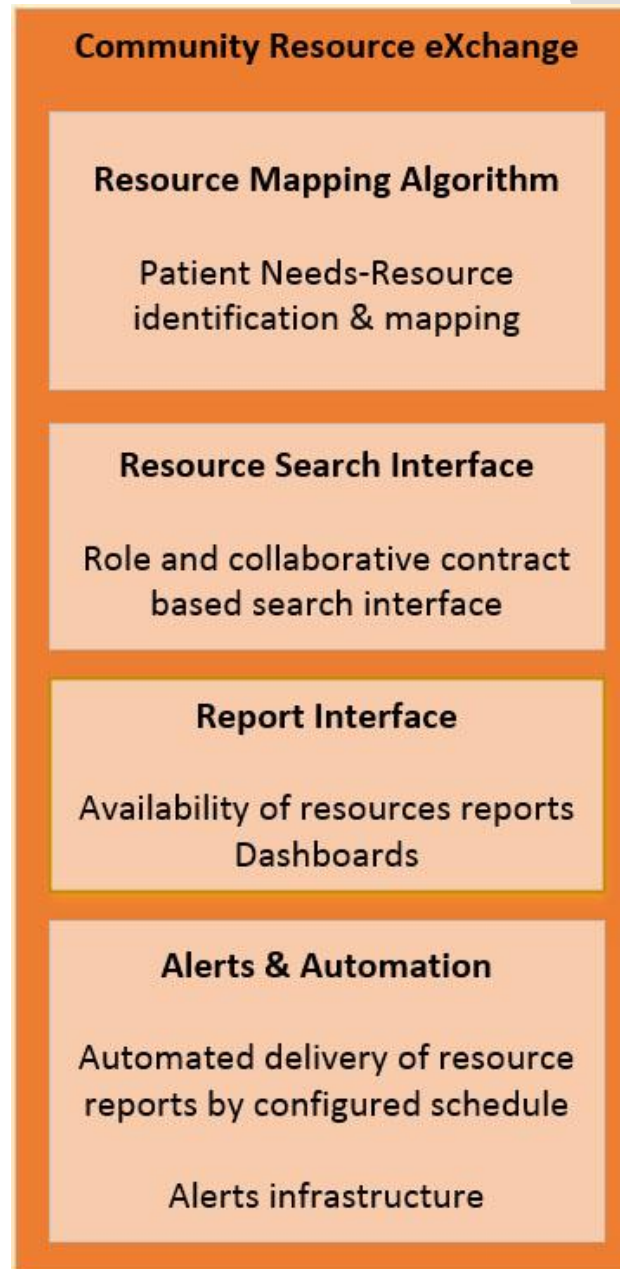 Community Resource eXchange
Resource Mapping Algorithm
Patient Needs-Resource
identification & mapping
Resource Search Interface
Role and collaborative contract
based search interface
Report Interface
Availability of resources reports
Dashboards
Alerts & Automation
Automated delivery of resource
reports by configured schedule
Alerts infrastructure